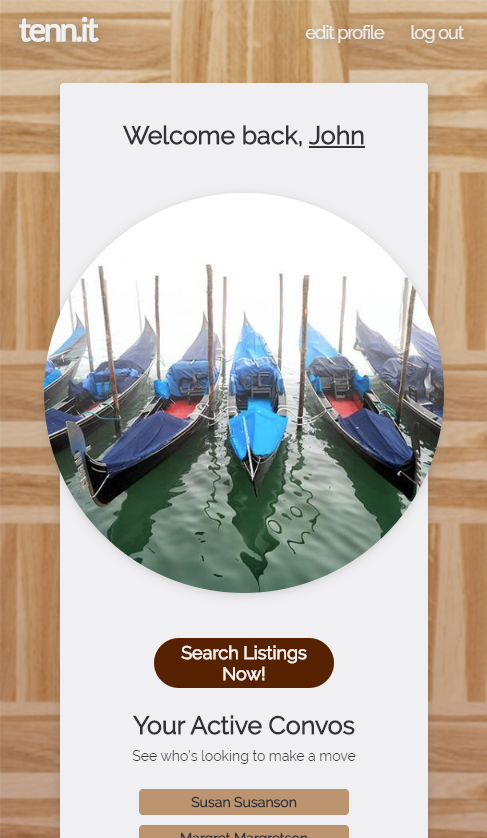 tenn.it
edit profile
log out
Welcome back, John
Search Listings
Now!
Your Active Convos
See who's looking to make a move
Susan Susanson
Margret Margretson